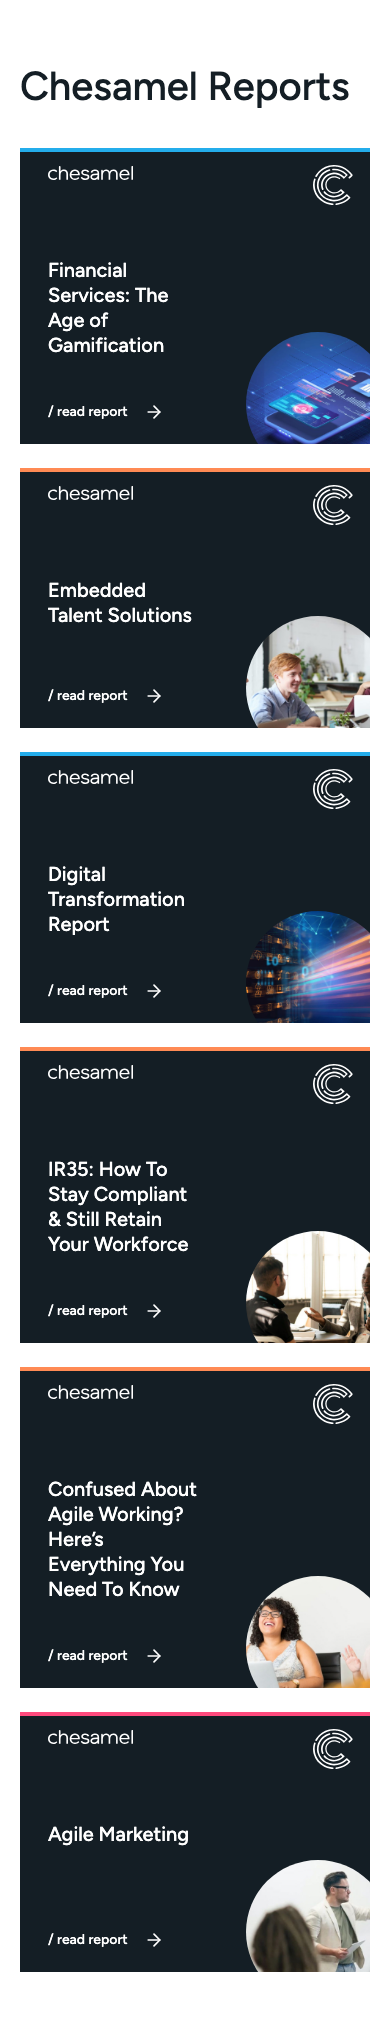 Chesamel Reports
chesamel
Financial
Services: The
Age of
Gamification
/ read report
chesamel
Embedded
Talent Solutions
/ read report
chesamel
Digital
Transformation
Report
/ read report
chesamel
IR35: How To
Stay Compliant
& Still Retain
Your Workforce
/ read report
chesamel
Confused About
Agile Working?
Here’s
Everything You
Need To Know
/ read report
chesamel
Agile Marketing
/ read report